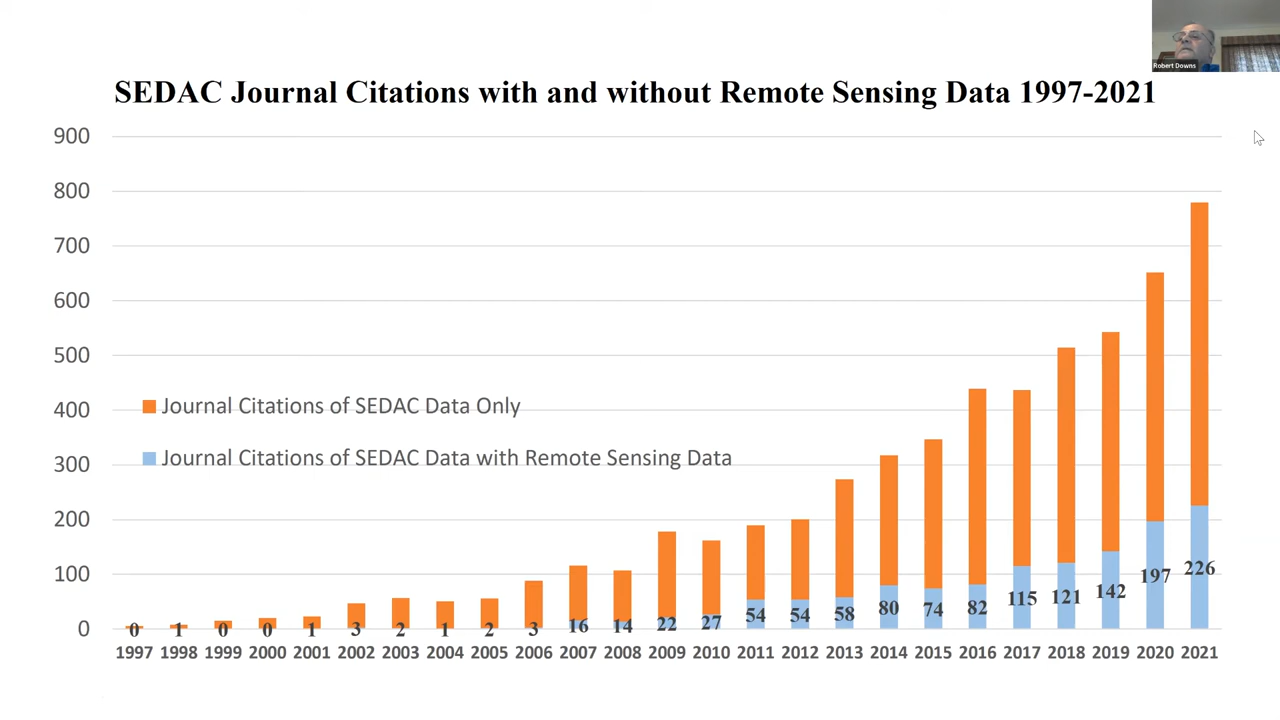 Robert Downs
SEDAC Journal Citations with and without Remote Sensing Data 1997-2021
900
800
700
600
500
400
300
200
100
0
Journal Citations of SEDAC Data Only
Journal Citations of SEDAC Data with Remote Sensing Data
0 1 0 0 1 3 2 1 2 3 16 14 22 27 54 54 58 80 74 82 115 121 142 197 226
1997 1998 1999 2000 2001 2002 2003 2004 2005 2006 2007 2008 2009 2010 2011 2012 2013 2014 2015 2016 2017 2018 2019 2020 2021